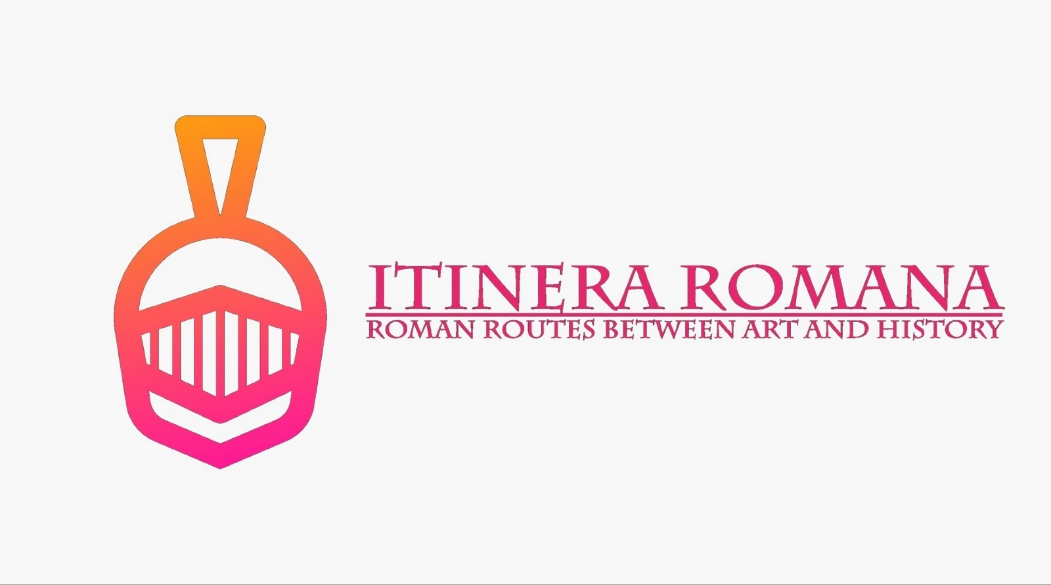 ITINERA ROMANA
ROMAN ROUTES BETWEEN ART AND HISTORY